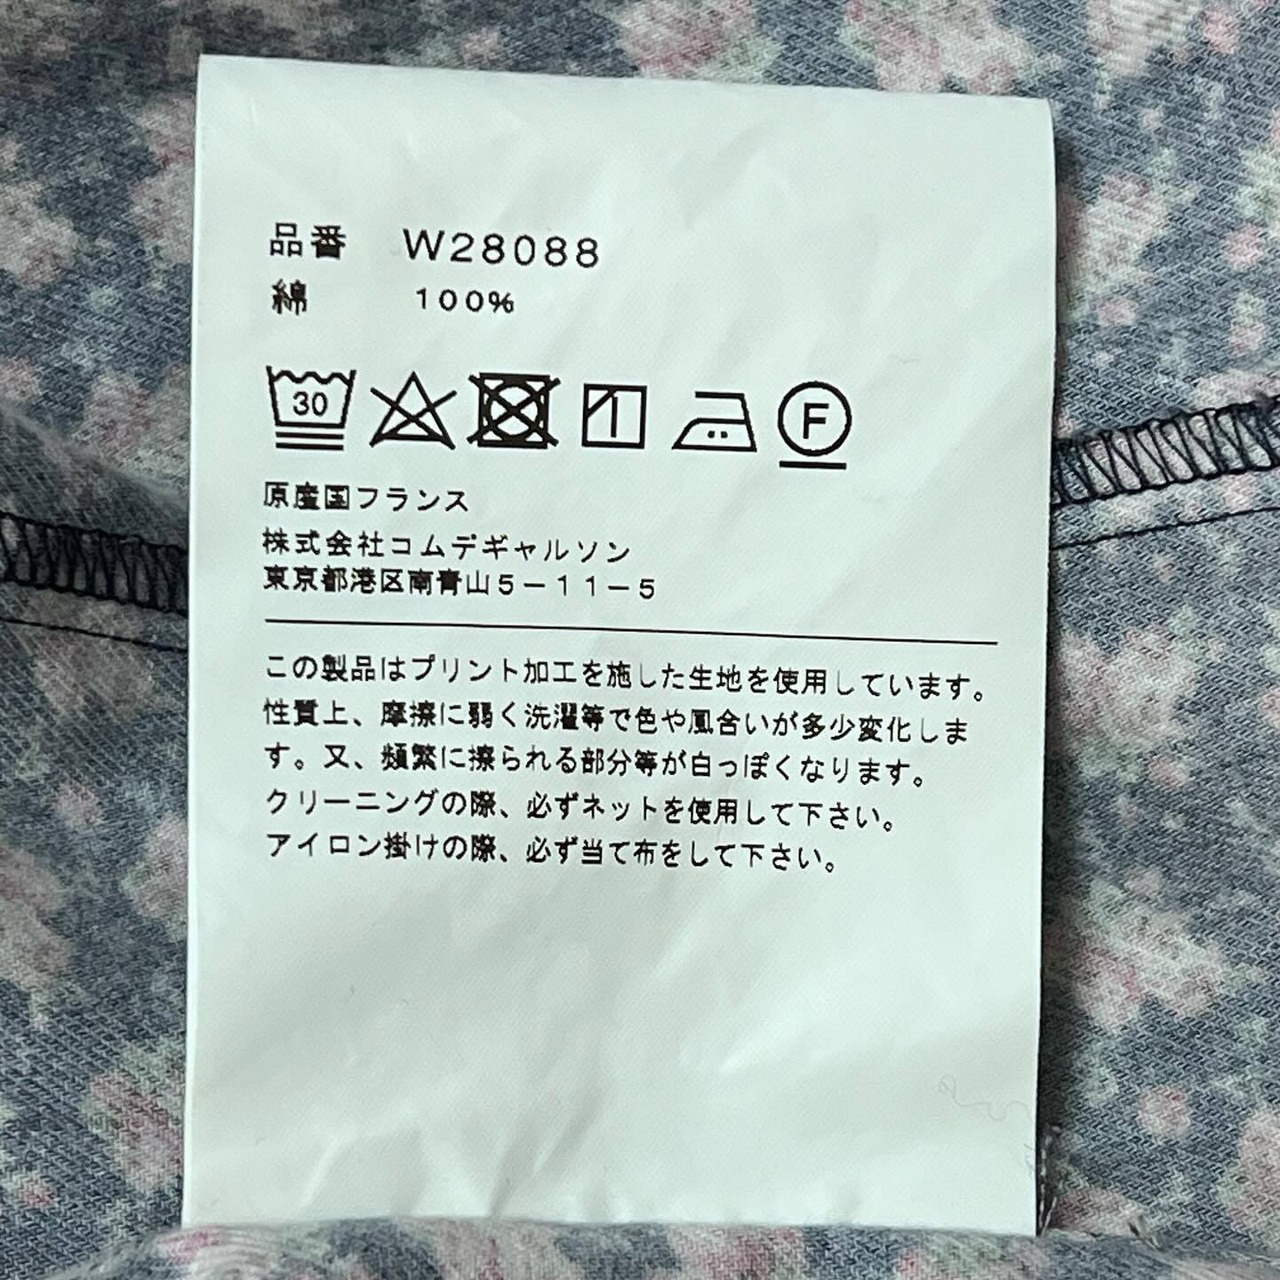 品番 W28088
綿 100%
30 F
原産国フランス
株式会社コムデギャルソン
東京都港区南青山5-11-5
この製品はプリント加工を施した生地を使用しています。
性質上、摩擦に弱く洗濯等で色や風合いが多少変化しま
す。又、頻繁に擦られる部分等が白っぽくなります。
クリーニングの際、必ずネットを使用して下さい。
アイロン掛けの際、必ず当て布をして下さい。